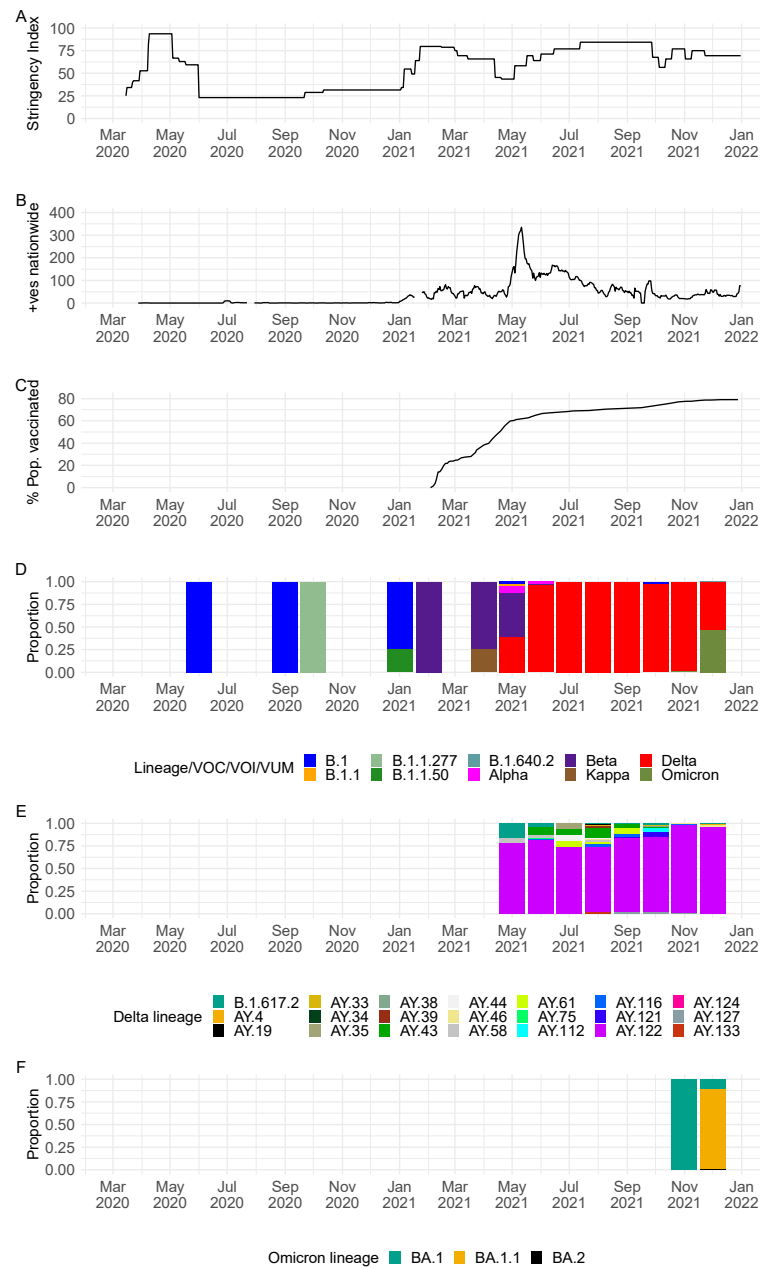 A
Stringency Index
100
75
50
25
0
Mar May Jul Sep Nov Jan Mar May Jul Sep Nov Jan
2020 2020 2020 2020 2020 2021 2021 2021 2021 2021 2021 2022
B
+ves nationwide
400
300
200
100
0
Mar May Jul Sep Nov Jan Mar May Jul Sep Nov Jan
2020 2020 2020 2020 2020 2021 2021 2021 2021 2021 2021 2022
C
% Pop. vaccinated
80
60
40
20
0
Mar May Jul Sep Nov Jan Mar May Jul Sep Nov Jan
2020 2020 2020 2020 2020 2021 2021 2021 2021 2021 2021 2022
D
Proportion
1.00
0.75
0.50
0.25
0.00
Mar May Jul Sep Nov Jan Mar May Jul Sep Nov Jan
2020 2020 2020 2020 2020 2021 2021 2021 2021 2021 2021 2022
Lineage/VOC/VOI/VUM
B.1 B.1.1.277 B.1.640.2 Beta Delta
B.1.1 B.1.1.50 Alpha Kappa Omicron
E
Proportion
1.00
0.75
0.50
0.25
0.00
Mar May Jul Sep Nov Jan Mar May Jul Sep Nov Jan
2020 2020 2020 2020 2020 2021 2021 2021 2021 2021 2021 2022
Delta lineage
B.1.617.2 AY.33 AY.38 AY.44 AY.61 AY.116 AY.124
AY.4 AY.34 AY.39 AY.46 AY.75 AY.121 AY.127
AY.19 AY.35 AY.43 AY.58 AY.112 AY.122 AY.133
F
Proportion
1.00
0.75
0.50
0.25
0.00
Mar May Jul Sep Nov Jan Mar May Jul Sep Nov Jan
2020 2020 2020 2020 2020 2021 2021 2021 2021 2021 2021 2022
Omicron lineage BA.1 BA.1.1 BA.2